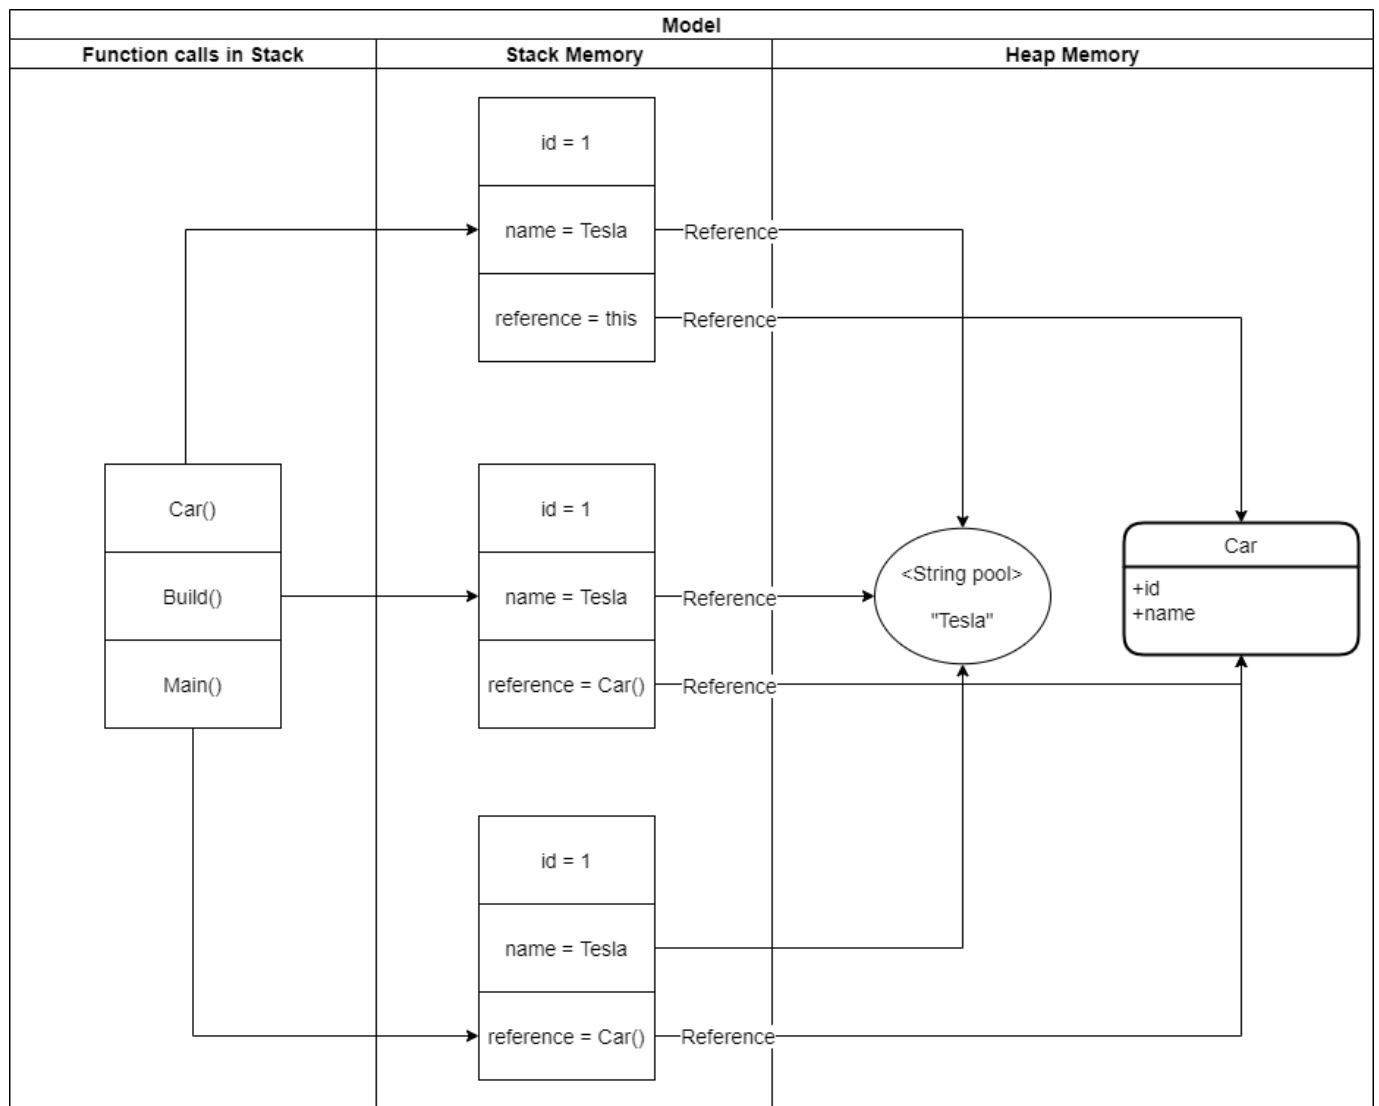 Model
Function calls in Stack
Stack Memory
Heap Memory
id = 1
name = Tesla
Reference
reference = this
Reference
Car()
Build()
Main()
id = 1
name = Tesla
Reference
reference = Car()
Reference
<String pool>
"Tesla"
Car
+id
+name
id = 1
name = Tesla
reference = Car()
Reference